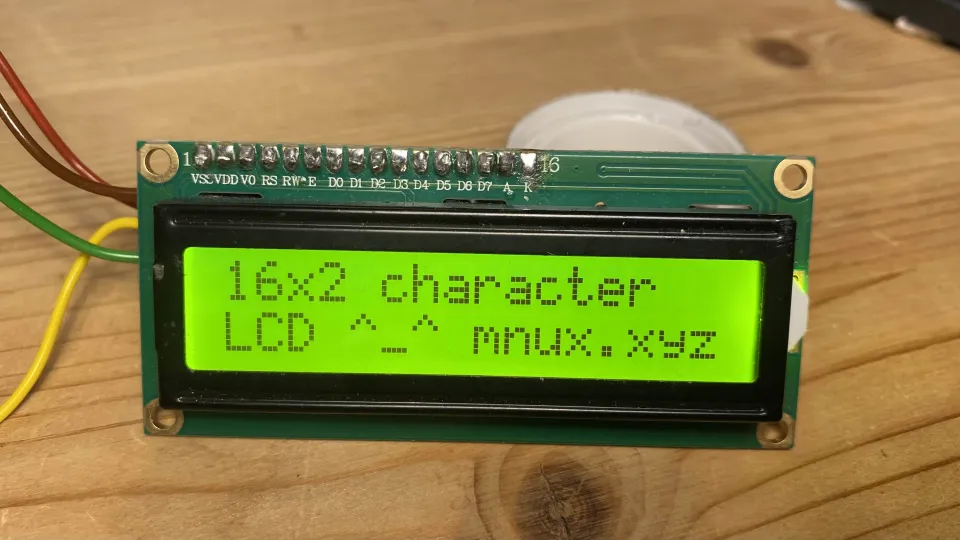 1 16
VSS VDD V0 RS RW E D0 D1 D2 D3 D4 D5 D6 D7 A K
16x2 character
LCD ^_^ mnux.xyz